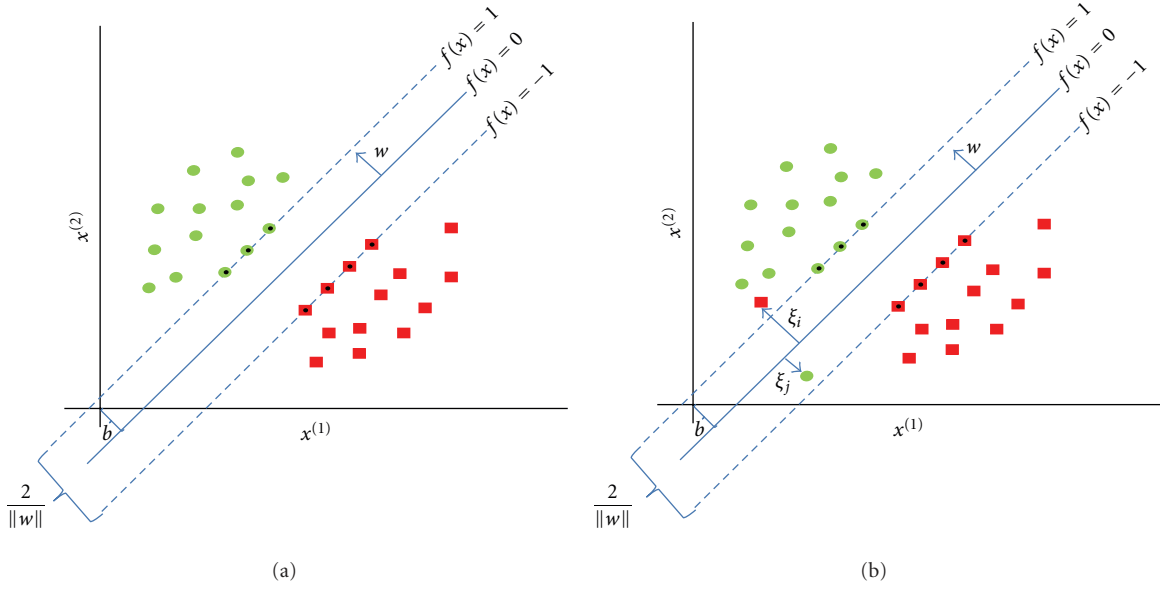 f(x) = 1
f(x) = 0
f(x) = −1
w
x^(2)
b
x^(1)
2
‖w‖
(a)
f(x) = 1
f(x) = 0
f(x) = −1
w
x^(2)
ξ_i
ξ_j
b
x^(1)
2
‖w‖
(b)